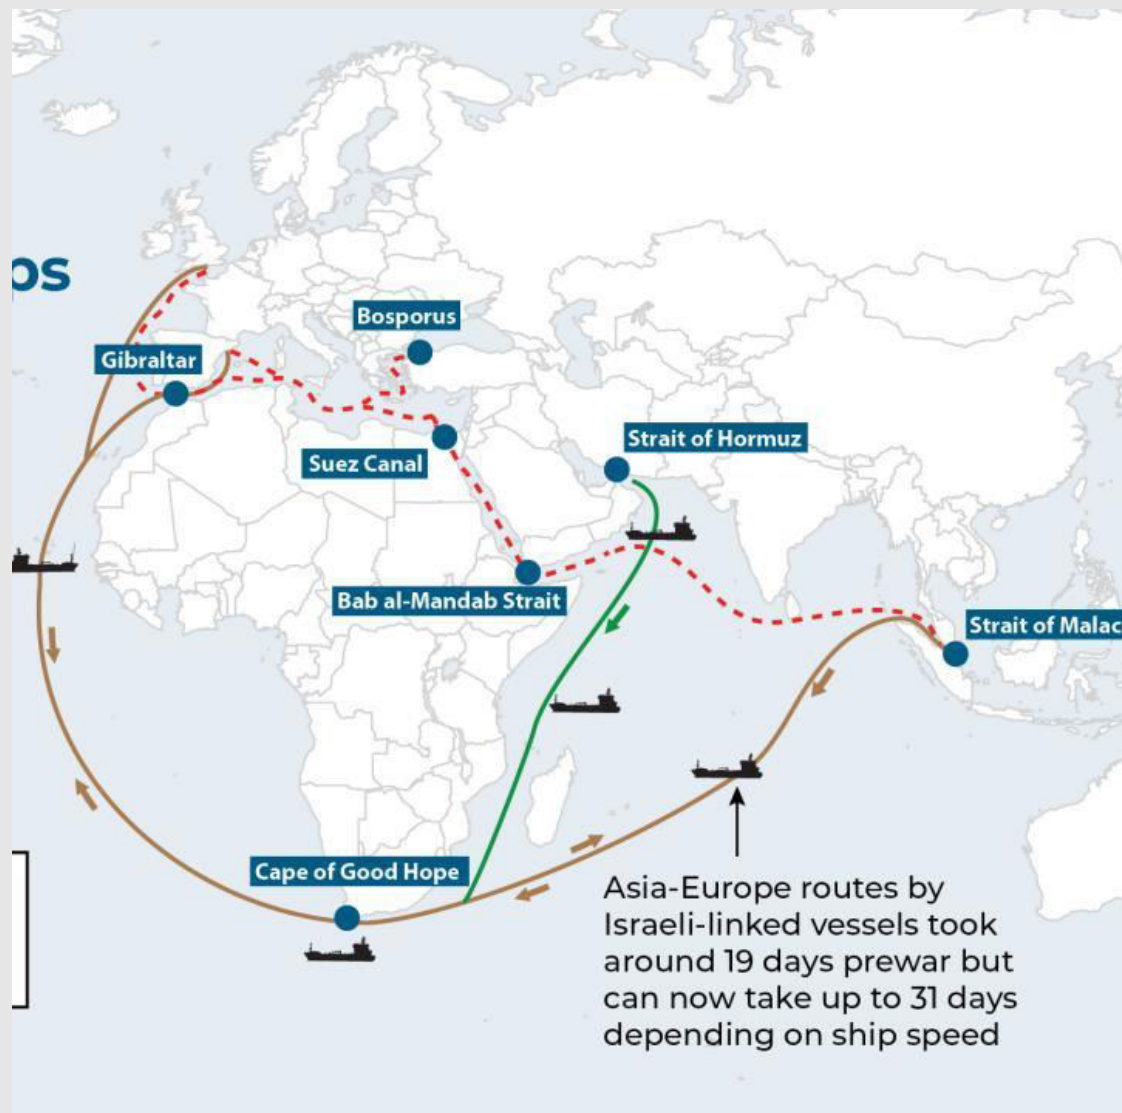 ps
Bosporus
Gibraltar
Strait of Hormuz
Suez Canal
Bab al-Mandab Strait
Strait of Malac
Cape of Good Hope
Asia-Europe routes by
Israeli-linked vessels took
around 19 days prewar but
can now take up to 31 days
depending on ship speed